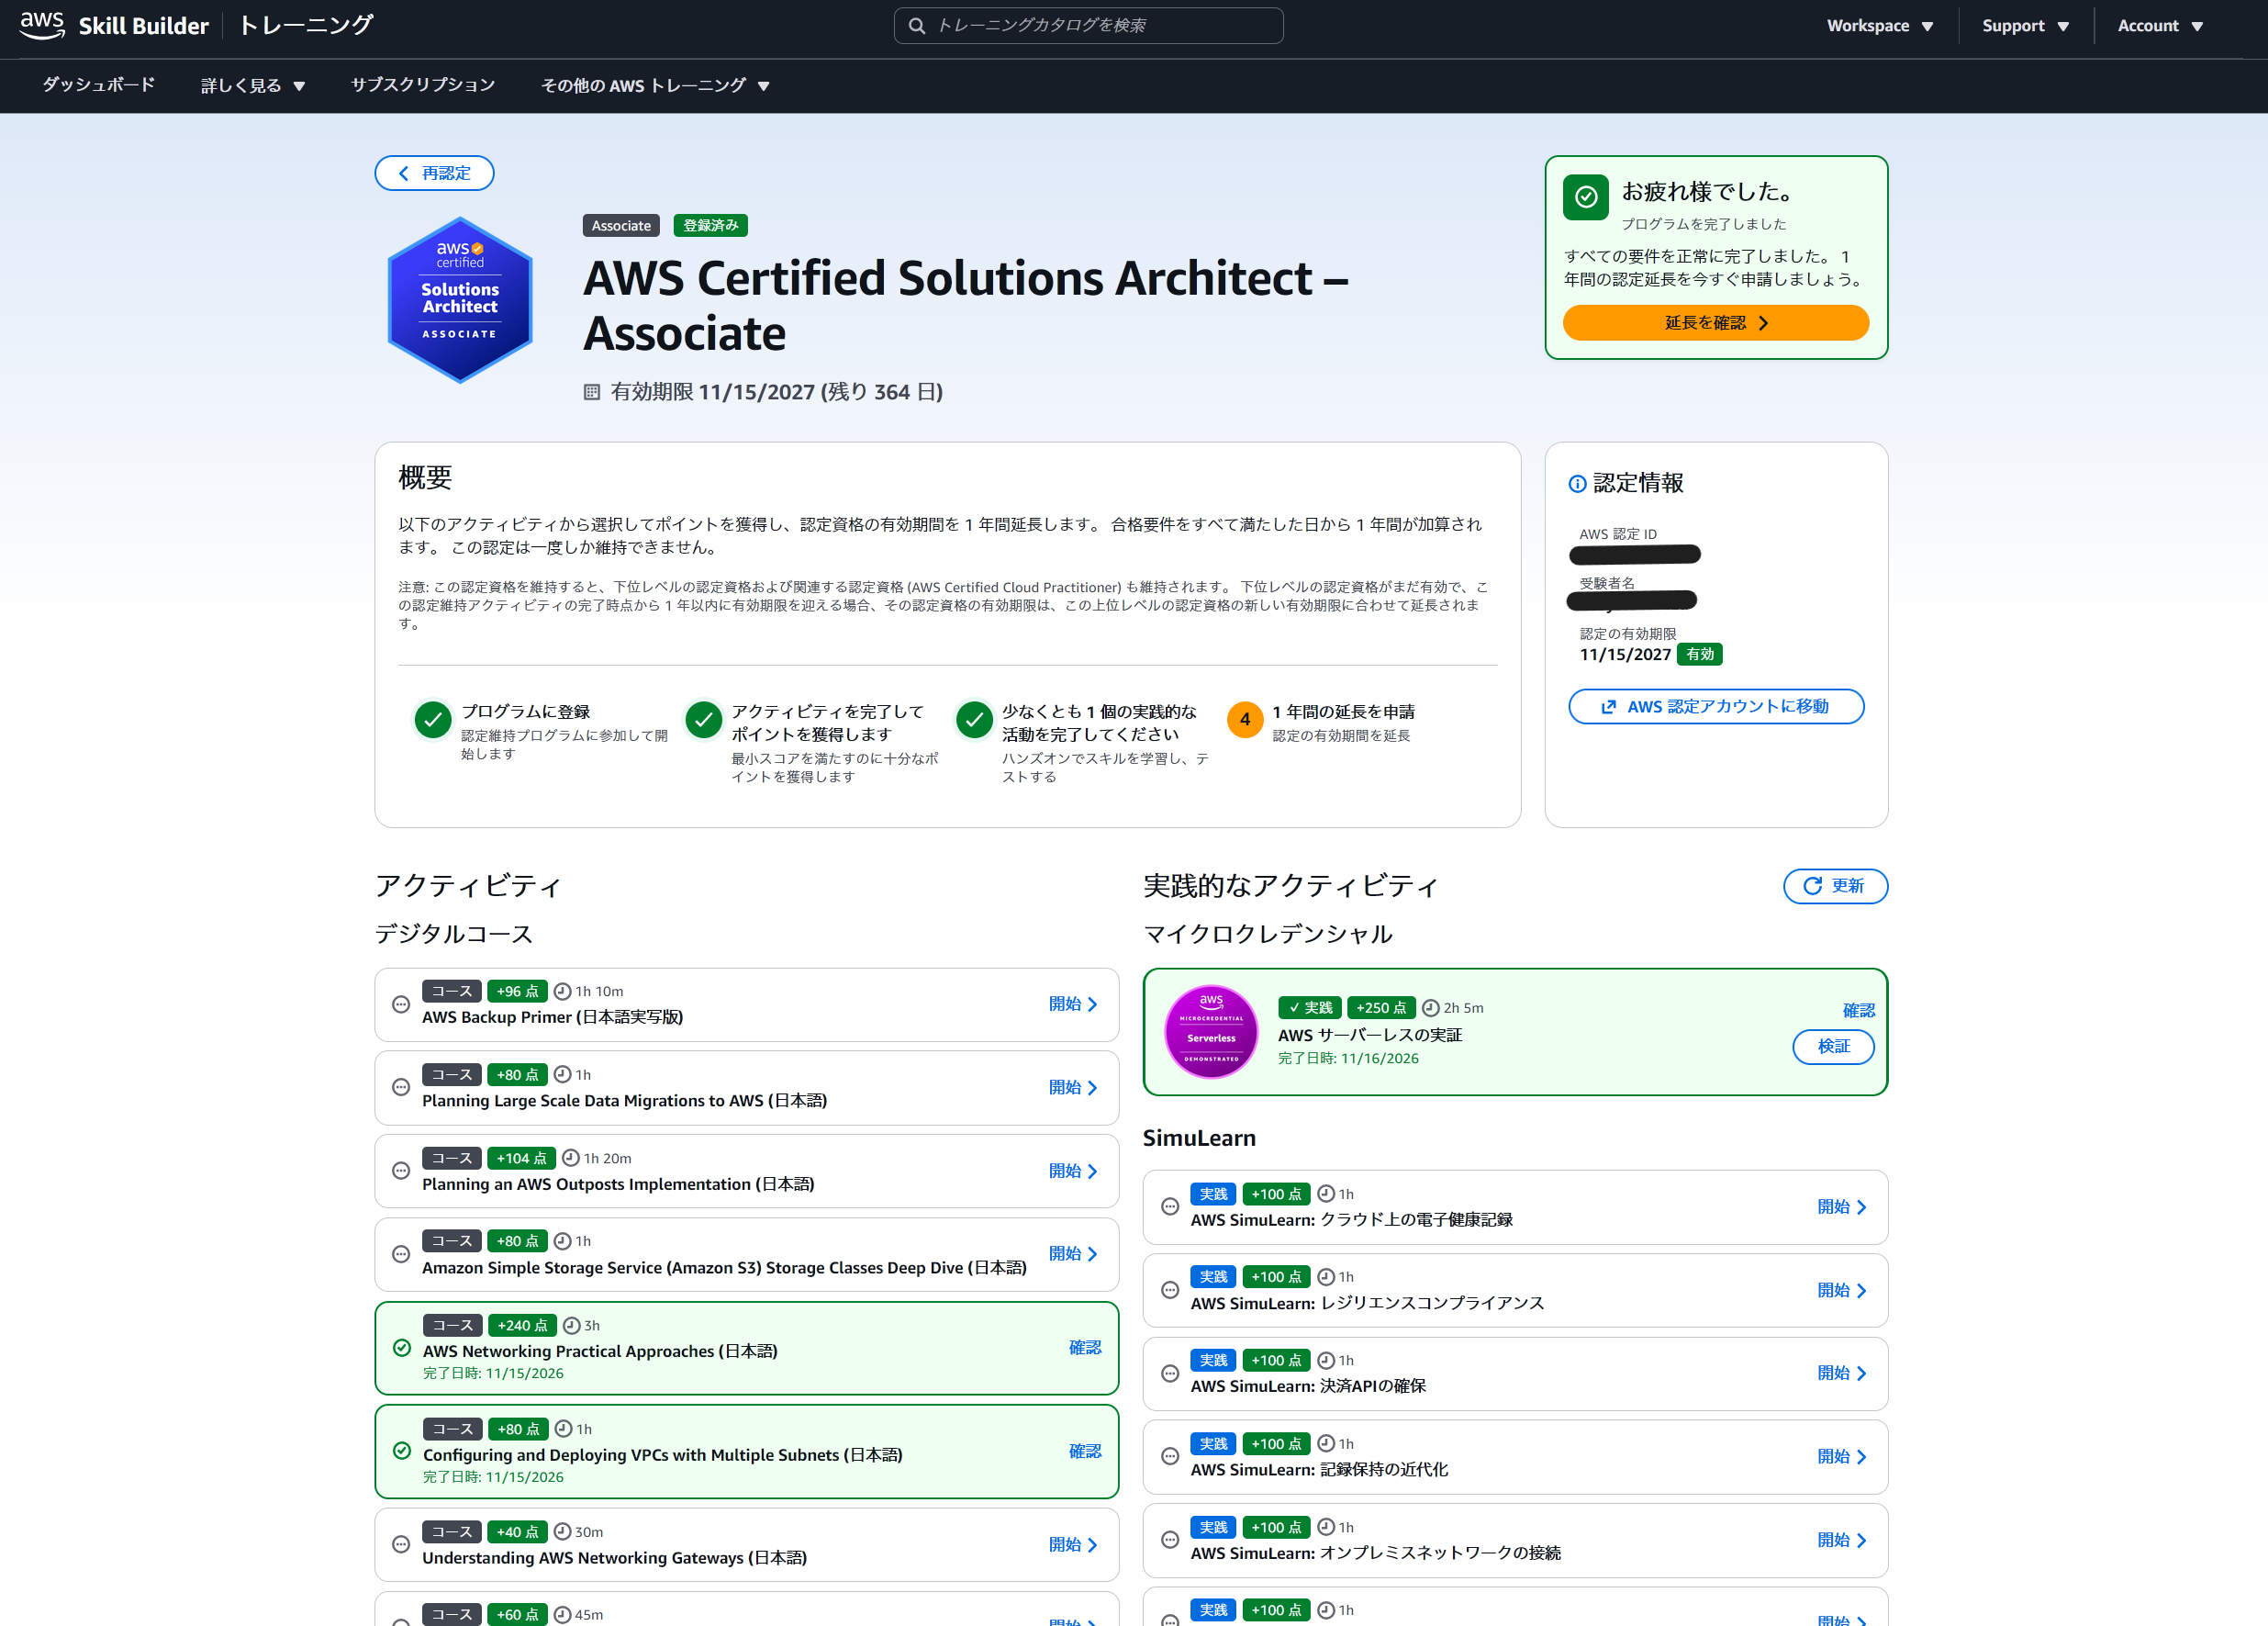 aws Skill Builder トレーニング
トレーニングカタログを検索
Workspace ▼ Support ▼ Account ▼
ダッシュボード 詳しく見る ▼ サブスクリプション その他の AWS トレーニング ▼
再認定
aws
certified
Solutions
Architect
ASSOCIATE
Associate 登録済み
AWS Certified Solutions Architect –
Associate
有効期限 11/15/2027 (残り 364 日)
お疲れ様でした。
プログラムを完了しました
すべての要件を正常に完了しました。 1
年間の認定延長を今すぐ申請しましょう。
延長を確認
概要
以下のアクティビティから選択してポイントを獲得し、認定資格の有効期間を 1 年間延長します。 合格要件をすべて満たした日から 1 年間が加算され
ます。 この認定は一度しか維持できません。
注意: この認定資格を維持すると、下位レベルの認定資格および関連する認定資格 (AWS Certified Cloud Practitioner) も維持されます。 下位レベルの認定資格がまだ有効で、こ
の認定維持アクティビティの完了時点から 1 年以内に有効期限を迎える場合、その認定資格の有効期限は、この上位レベルの認定資格の新しい有効期限に合わせて延長されま
す。
プログラムに登録
認定維持プログラムに参加して開
始します
アクティビティを完了して
ポイントを獲得します
最小スコアを満たすのに十分なポ
イントを獲得します
少なくとも 1 個の実践的な
活動を完了してください
ハンズオンでスキルを学習し、テ
ストする
4 1 年間の延長を申請
認定の有効期間を延長
認定情報
AWS 認定 ID
受験者名
認定の有効期限
11/15/2027 有効
AWS 認定アカウントに移動
アクティビティ
デジタルコース
コース +96 点 1h 10m
AWS Backup Primer (日本語実写版)
開始
コース +80 点 1h
Planning Large Scale Data Migrations to AWS (日本語)
開始
コース +104 点 1h 20m
Planning an AWS Outposts Implementation (日本語)
開始
コース +80 点 1h
Amazon Simple Storage Service (Amazon S3) Storage Classes Deep Dive (日本語)
開始
コース +240 点 3h
AWS Networking Practical Approaches (日本語)
完了日時: 11/15/2026
確認
コース +80 点 1h
Configuring and Deploying VPCs with Multiple Subnets (日本語)
完了日時: 11/15/2026
確認
コース +40 点 30m
Understanding AWS Networking Gateways (日本語)
開始
コース +60 点 45m
開始
実践的なアクティビティ
更新
マイクロクレデンシャル
aws
MICROCREDENTIAL
Serverless
DEMONSTRATED
✓ 実践 +250 点 2h 5m
AWS サーバーレスの実証
完了日時: 11/16/2026
確認
検証
SimuLearn
実践 +100 点 1h
AWS SimuLearn: クラウド上の電子健康記録
開始
実践 +100 点 1h
AWS SimuLearn: レジリエンスコンプライアンス
開始
実践 +100 点 1h
AWS SimuLearn: 決済APIの確保
開始
実践 +100 点 1h
AWS SimuLearn: 記録保持の近代化
開始
実践 +100 点 1h
AWS SimuLearn: オンプレミスネットワークの接続
開始
実践 +100 点 1h
開始